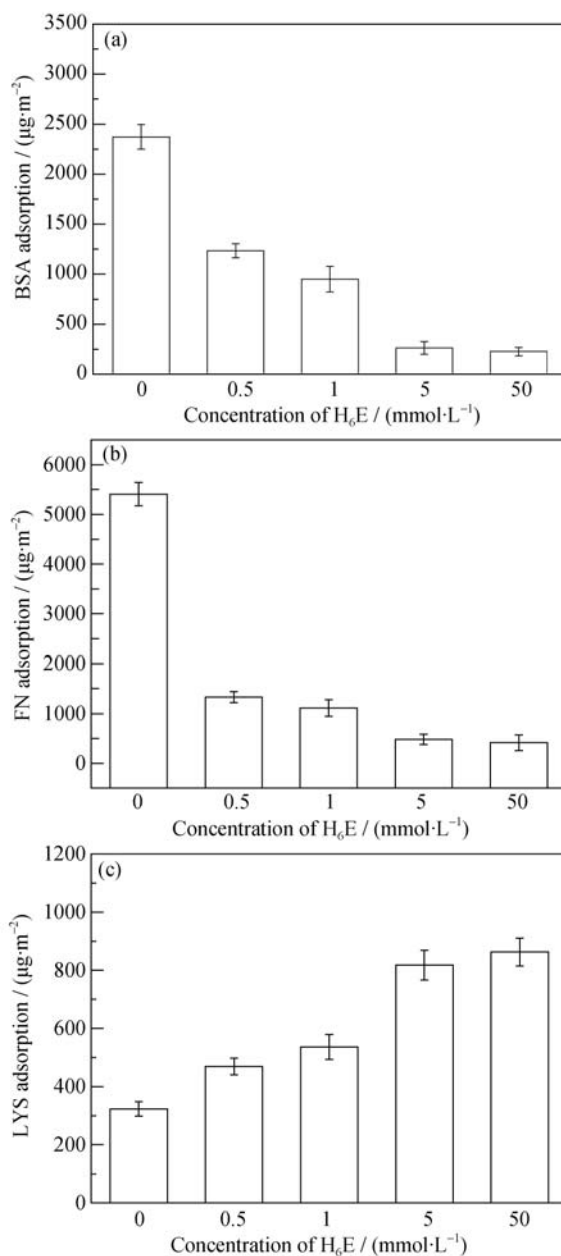 (a)
3500
3000
2500
2000
1500
1000
500
0
BSA adsorption / (μg·m⁻²)
0 0.5 1 5 50
Concentration of H₆E / (mmol·L⁻¹)
(b)
6000
5000
4000
3000
2000
1000
0
FN adsorption / (μg·m⁻²)
0 0.5 1 5 50
Concentration of H₆E / (mmol·L⁻¹)
(c)
1200
1000
800
600
400
200
0
LYS adsorption / (μg·m⁻²)
0 0.5 1 5 50
Concentration of H₆E / (mmol·L⁻¹)